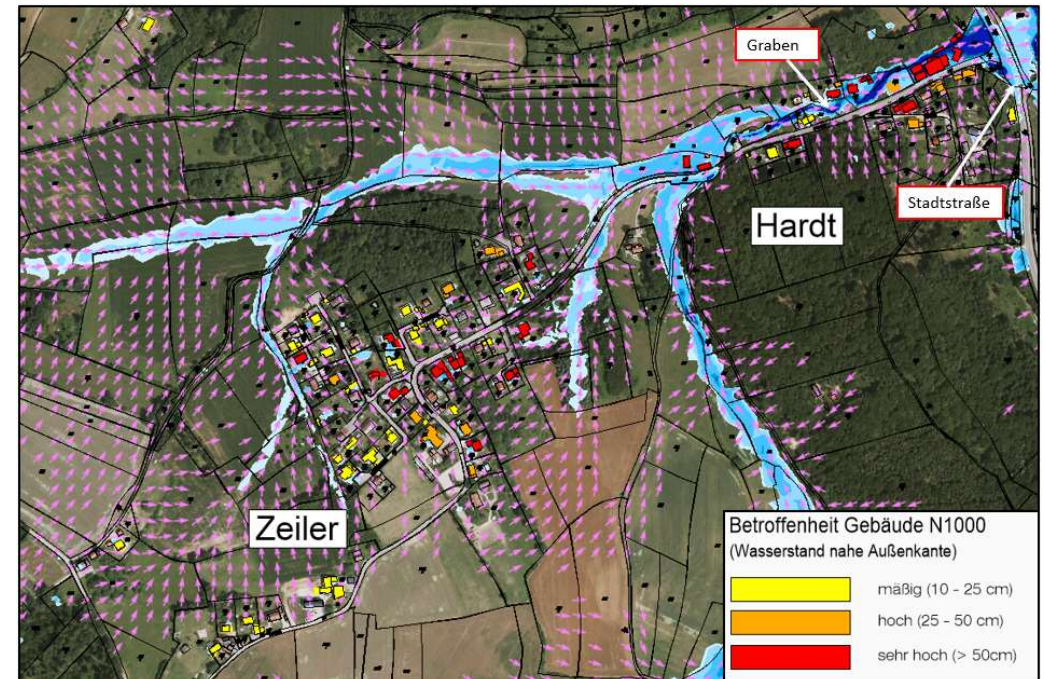 Graben
Stadtstraße
Hardt
Zeiler
Betroffenheit Gebäude N1000
(Wasserstand nahe Außenkante)
mäßig (10 - 25 cm)
hoch (25 - 50 cm)
sehr hoch (> 50cm)